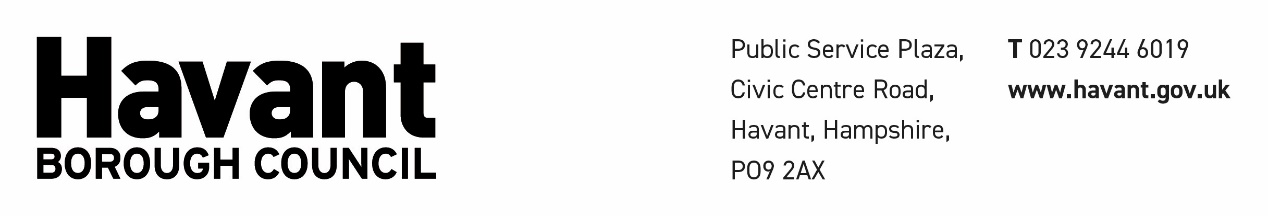 Havant
BOROUGH COUNCIL
Public Service Plaza,
Civic Centre Road,
Havant, Hampshire,
PO9 2AX
T 023 9244 6019
www.havant.gov.uk